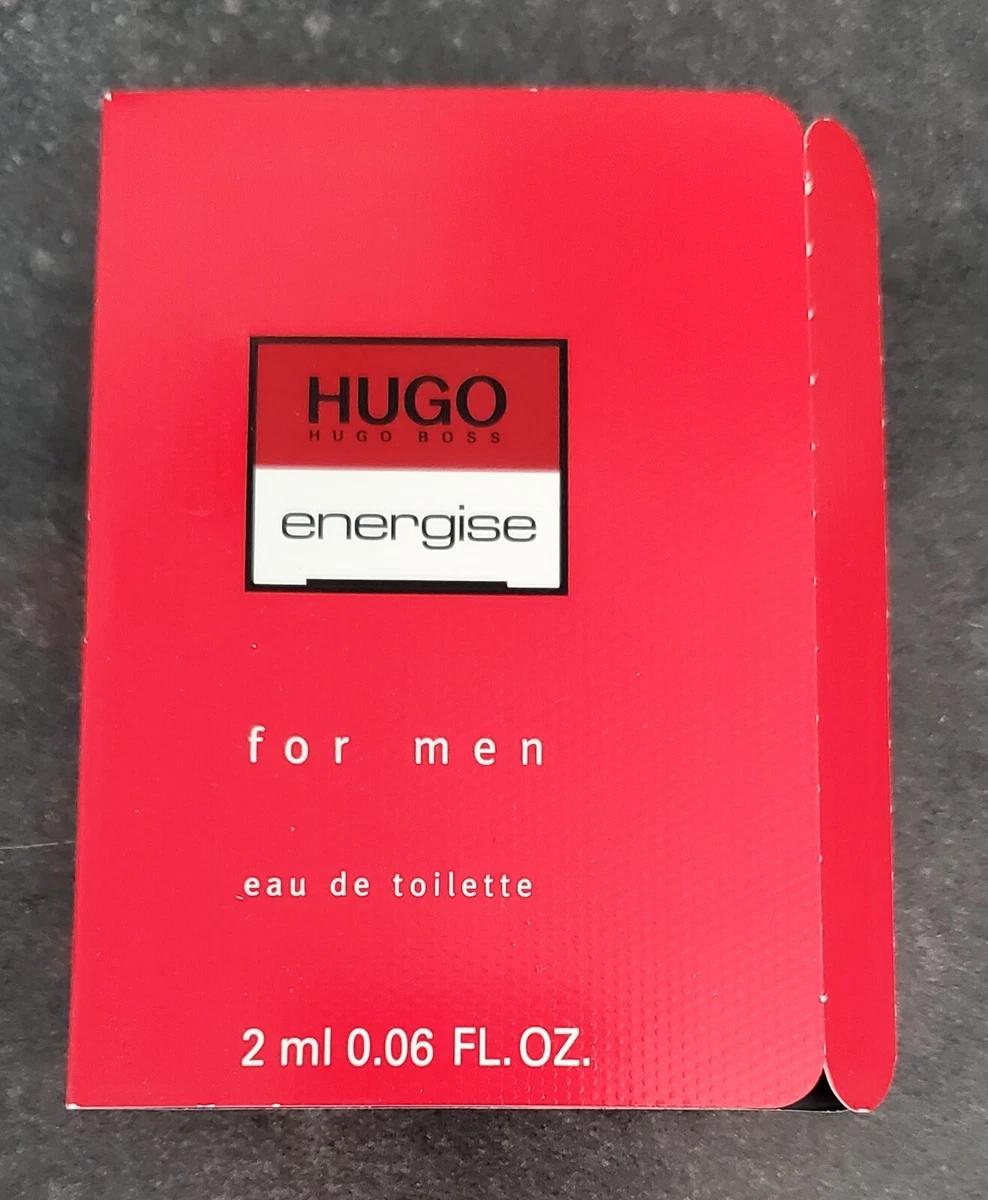 HUGO
HUGO BOSS
energise
for men
eau de toilette
2 ml 0.06 FL.OZ.